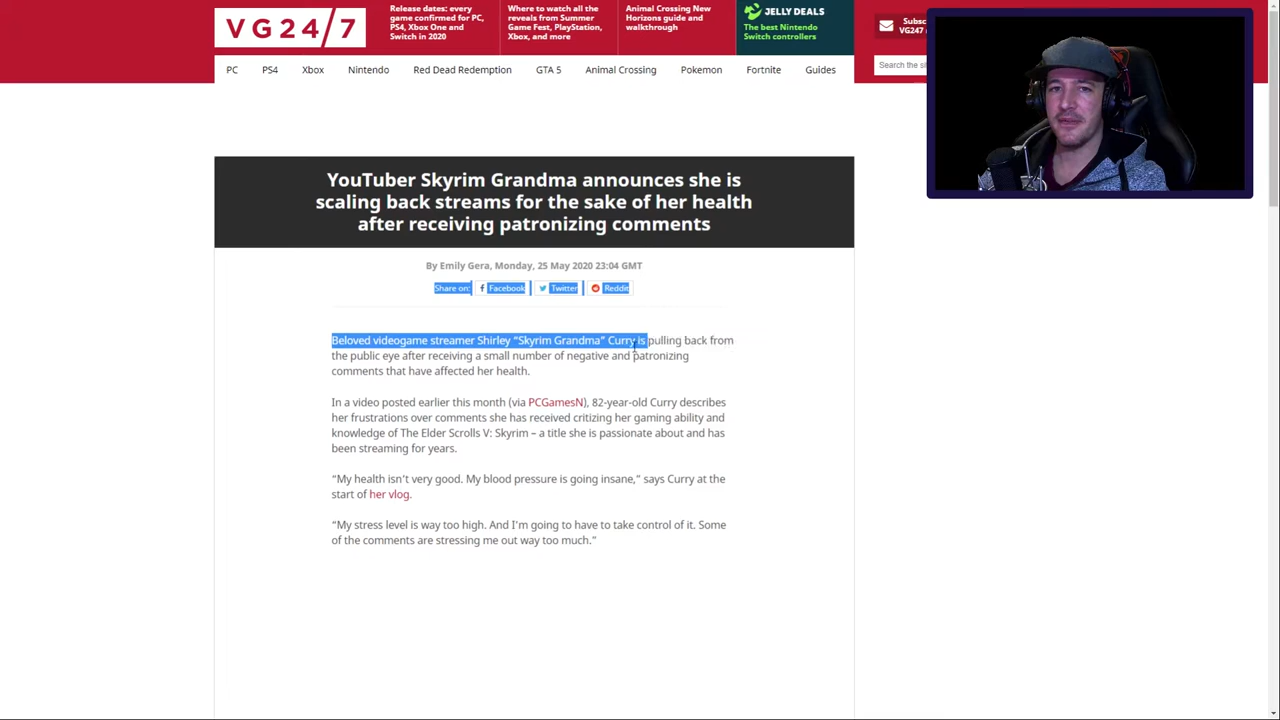 VG24/7
Release dates: every
game confirmed for PC,
PS4, Xbox One and
Switch in 2020
Where to watch all the
reveals from Summer
Game Fest, PlayStation,
Xbox, and more
Animal Crossing New
Horizons guide and
walkthrough
JELLY DEALS
The best Nintendo
Switch controllers
Subsc
VG247
PC PS4 Xbox Nintendo Red Dead Redemption GTA 5 Animal Crossing Pokemon Fortnite Guides
Search the si
YouTuber Skyrim Grandma announces she is
scaling back streams for the sake of her health
after receiving patronizing comments
By Emily Gera, Monday, 25 May 2020 23:04 GMT
Share on: Facebook Twitter Reddit
Beloved videogame streamer Shirley “Skyrim Grandma” Curry is pulling back from
the public eye after receiving a small number of negative and patronizing
comments that have affected her health.
In a video posted earlier this month (via PCGamesN), 82-year-old Curry describes
her frustrations over comments she has received critizing her gaming ability and
knowledge of The Elder Scrolls V: Skyrim – a title she is passionate about and has
been streaming for years.
“My health isn’t very good. My blood pressure is going insane,” says Curry at the
start of her vlog.
“My stress level is way too high. And I'm going to have to take control of it. Some
of the comments are stressing me out way too much.”